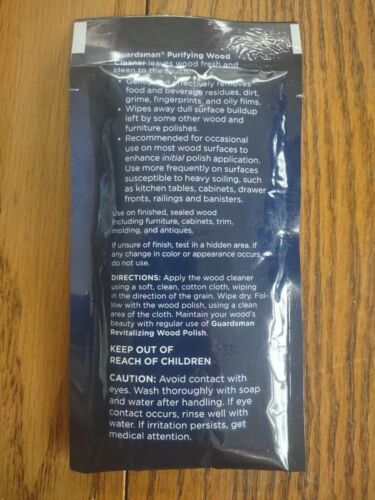 Guardsman® Purifying Wood
Cleaner leaves wood fresh and
clean to the touch.
• Gently and effectively removes
food and beverage residues, dirt,
grime, fingerprints, and oily films.
• Wipes away dull surface buildup
left by some other wood and
furniture polishes.
• Recommended for occasional
use on most wood surfaces to
enhance initial polish application.
Use more frequently on surfaces
susceptible to heavy soiling, such
as kitchen tables, cabinets, drawer
fronts, railings and banisters.
Use on finished, sealed wood
including furniture, cabinets, trim,
molding, and antiques.
If unsure of finish, test in a hidden area. If
any change in color or appearance occurs,
do not use.
DIRECTIONS: Apply the wood cleaner
using a soft, clean, cotton cloth, wiping
in the direction of the grain. Wipe dry. Fol-
low with the wood polish, using a clean
area of the cloth. Maintain your wood's
beauty with regular use of Guardsman
Revitalizing Wood Polish.
KEEP OUT OF
REACH OF CHILDREN
CAUTION: Avoid contact with
eyes. Wash thoroughly with soap
and water after handling. If eye
contact occurs, rinse well with
water. If irritation persists, get
medical attention.